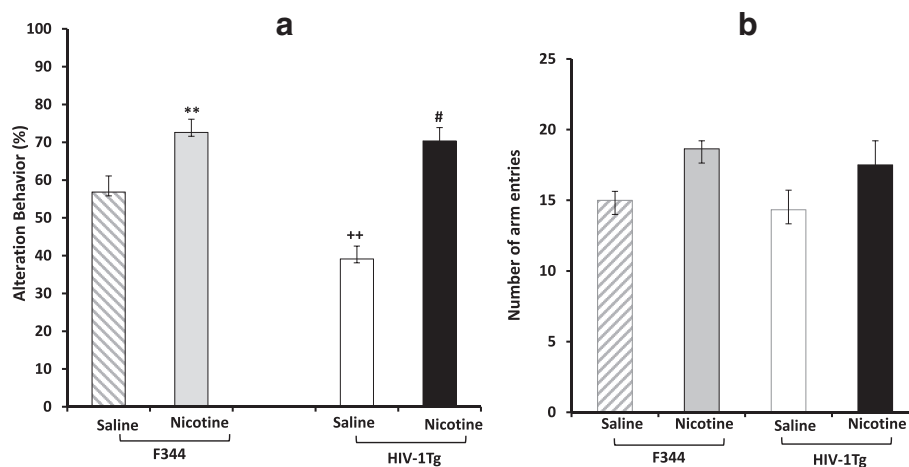 a
Alteration Behavior (%)
100
90
80
70
60
50
40
30
20
10
0
**
++
#
Saline
Nicotine
Saline
Nicotine
F344
HIV-1Tg
b
Number of arm entries
25
20
15
10
5
0
Saline
Nicotine
Saline
Nicotine
F344
HIV-1Tg